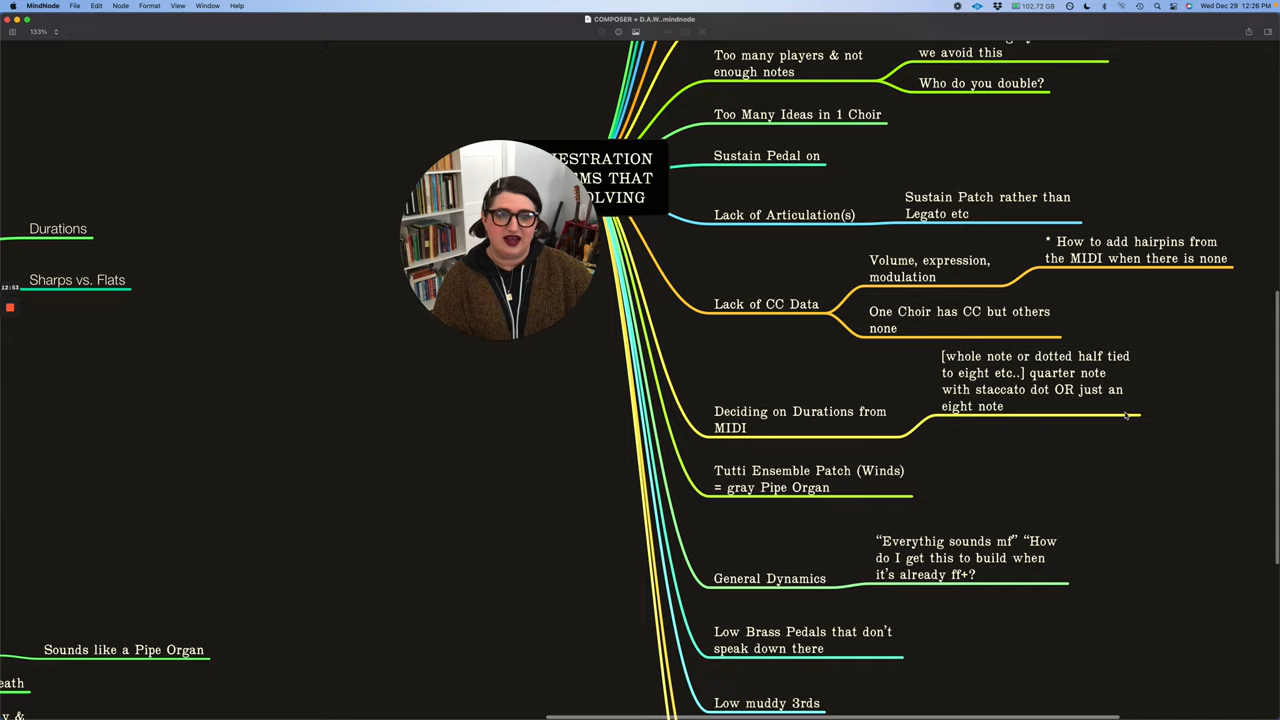 MindNode File Edit Node Format View Window Help
102.72 GB Wed Dec 29 12:26 PM
COMPOSER + D.A.W..mindnode
133%
Too many players & not
enough notes
we avoid this
Who do you double?
Too Many Ideas in 1 Choir
Sustain Pedal on
Lack of Articulation(s)
Sustain Patch rather than
Legato etc
Lack of CC Data
Volume, expression,
modulation
* How to add hairpins from
the MIDI when there is none
One Choir has CC but others
none
Deciding on Durations from
MIDI
[whole note or dotted half tied
to eight etc..] quarter note
with staccato dot OR just an
eight note
Tutti Ensemble Patch (Winds)
= gray Pipe Organ
General Dynamics
“Everythig sounds mf” “How
do I get this to build when
it's already ff+?
Low Brass Pedals that don't
speak down there
Low muddy 3rds
Durations
Sharps vs. Flats
12:53
Sounds like a Pipe Organ